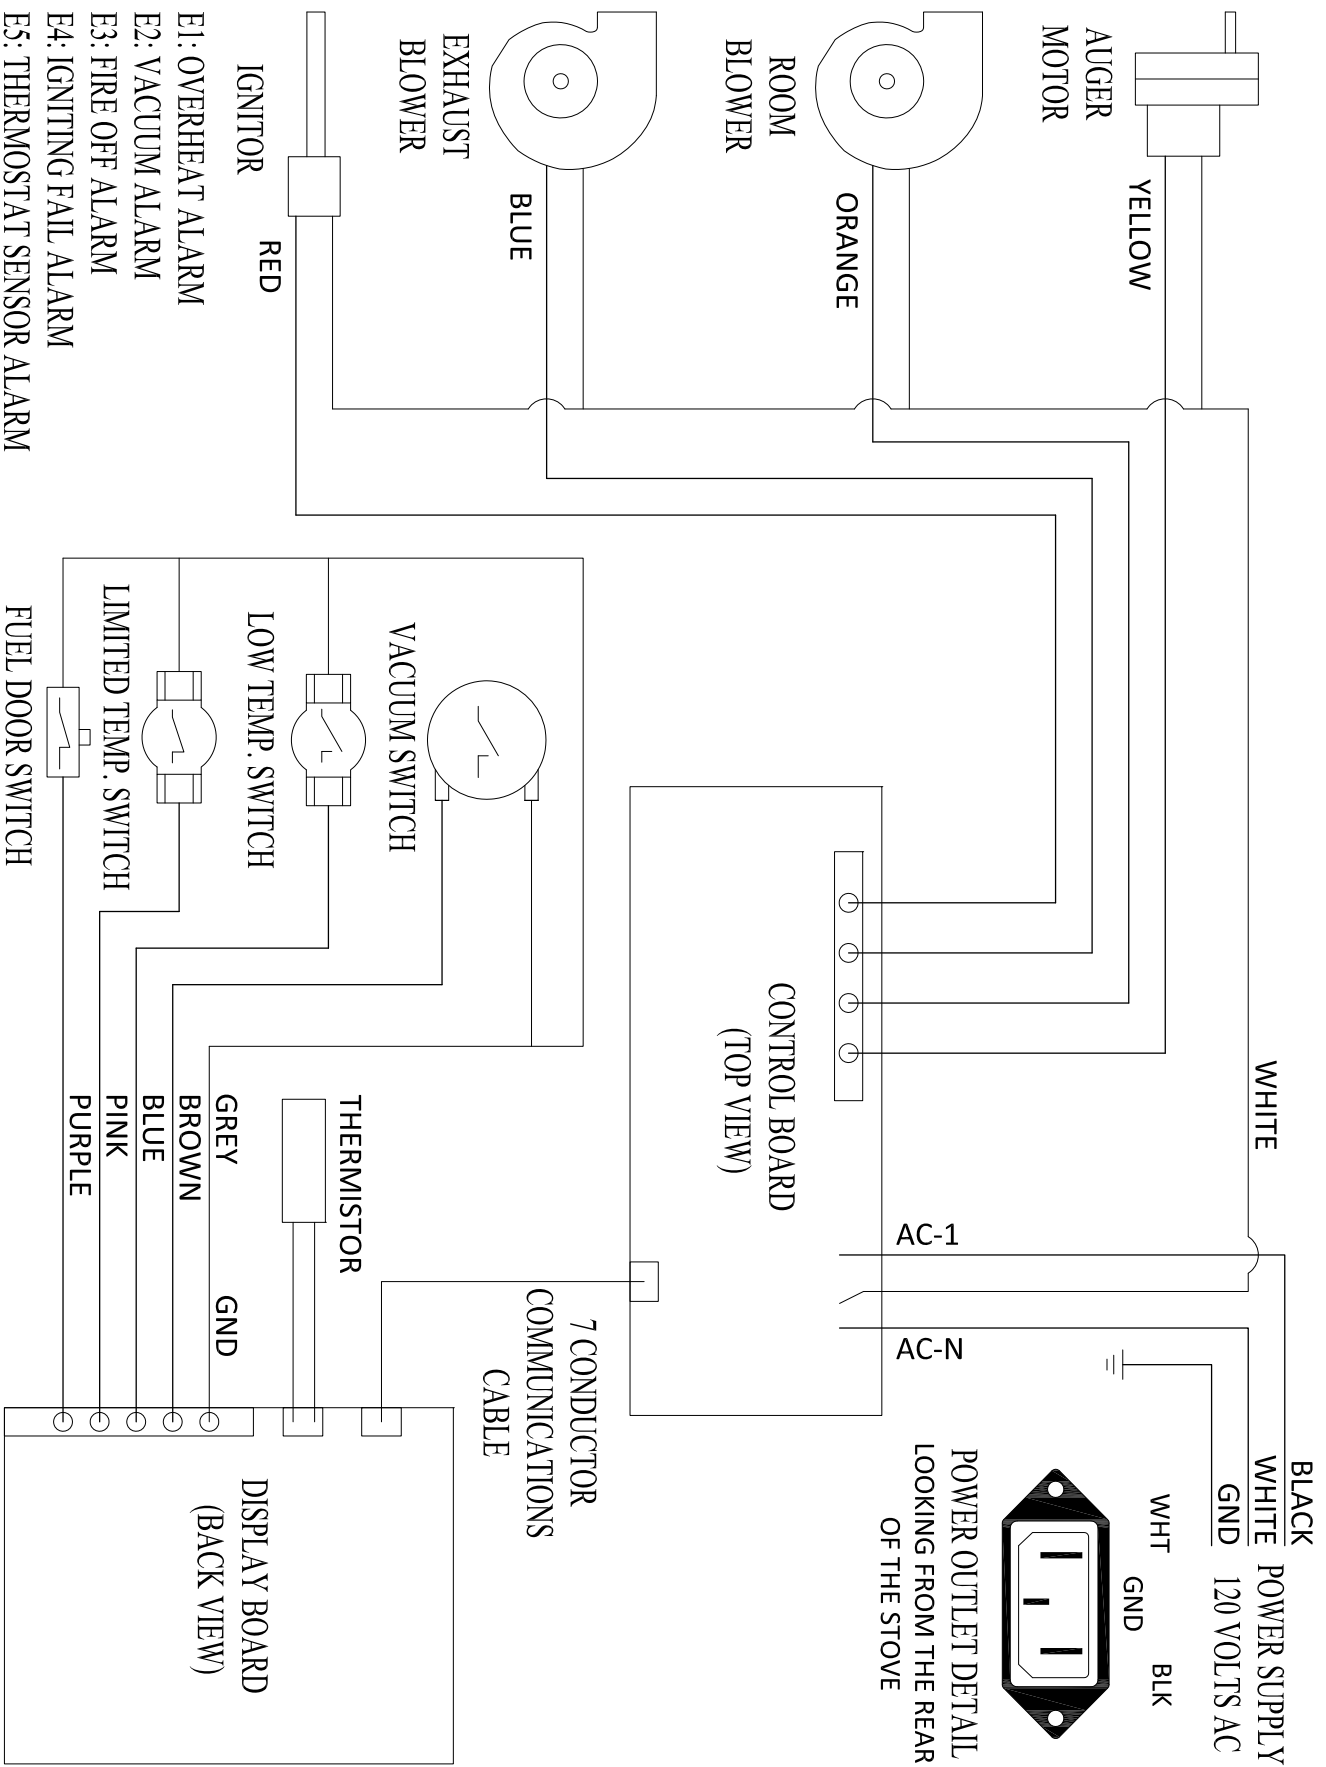 AUGER
MOTOR
YELLOW
ROOM
BLOWER
ORANGE
EXHAUST
BLOWER
BLUE
IGNITOR
RED
E1: OVERHEAT ALARM
E2: VACUUM ALARM
E3: FIRE OFF ALARM
E4: IGNITING FAIL ALARM
E5: THERMOSTAT SENSOR ALARM
WHITE
CONTROL BOARD
(TOP VIEW)
AC-1
AC-N
VACUUM SWITCH
LOW TEMP. SWITCH
LIMITED TEMP. SWITCH
FUEL DOOR SWITCH
THERMISTOR
GREY
GND
BROWN
BLUE
PINK
PURPLE
7 CONDUCTOR
COMMUNICATIONS
CABLE
BLACK
WHITE
GND
POWER SUPPLY
120 VOLTS AC
WHT
GND
BLK
POWER OUTLET DETAIL
LOOKING FROM THE REAR
OF THE STOVE
DISPLAY BOARD
(BACK VIEW)